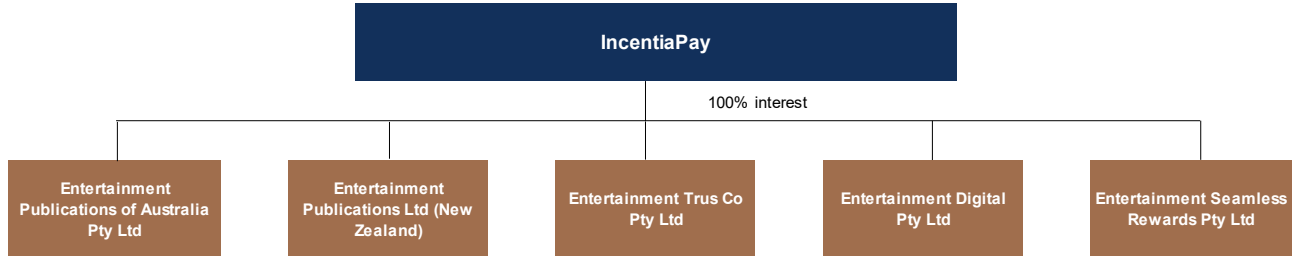 IncentiaPay
100% interest
Entertainment
Publications of Australia
Pty Ltd
Entertainment
Publications Ltd (New
Zealand)
Entertainment Trus Co
Pty Ltd
Entertainment Digital
Pty Ltd
Entertainment Seamless
Rewards Pty Ltd